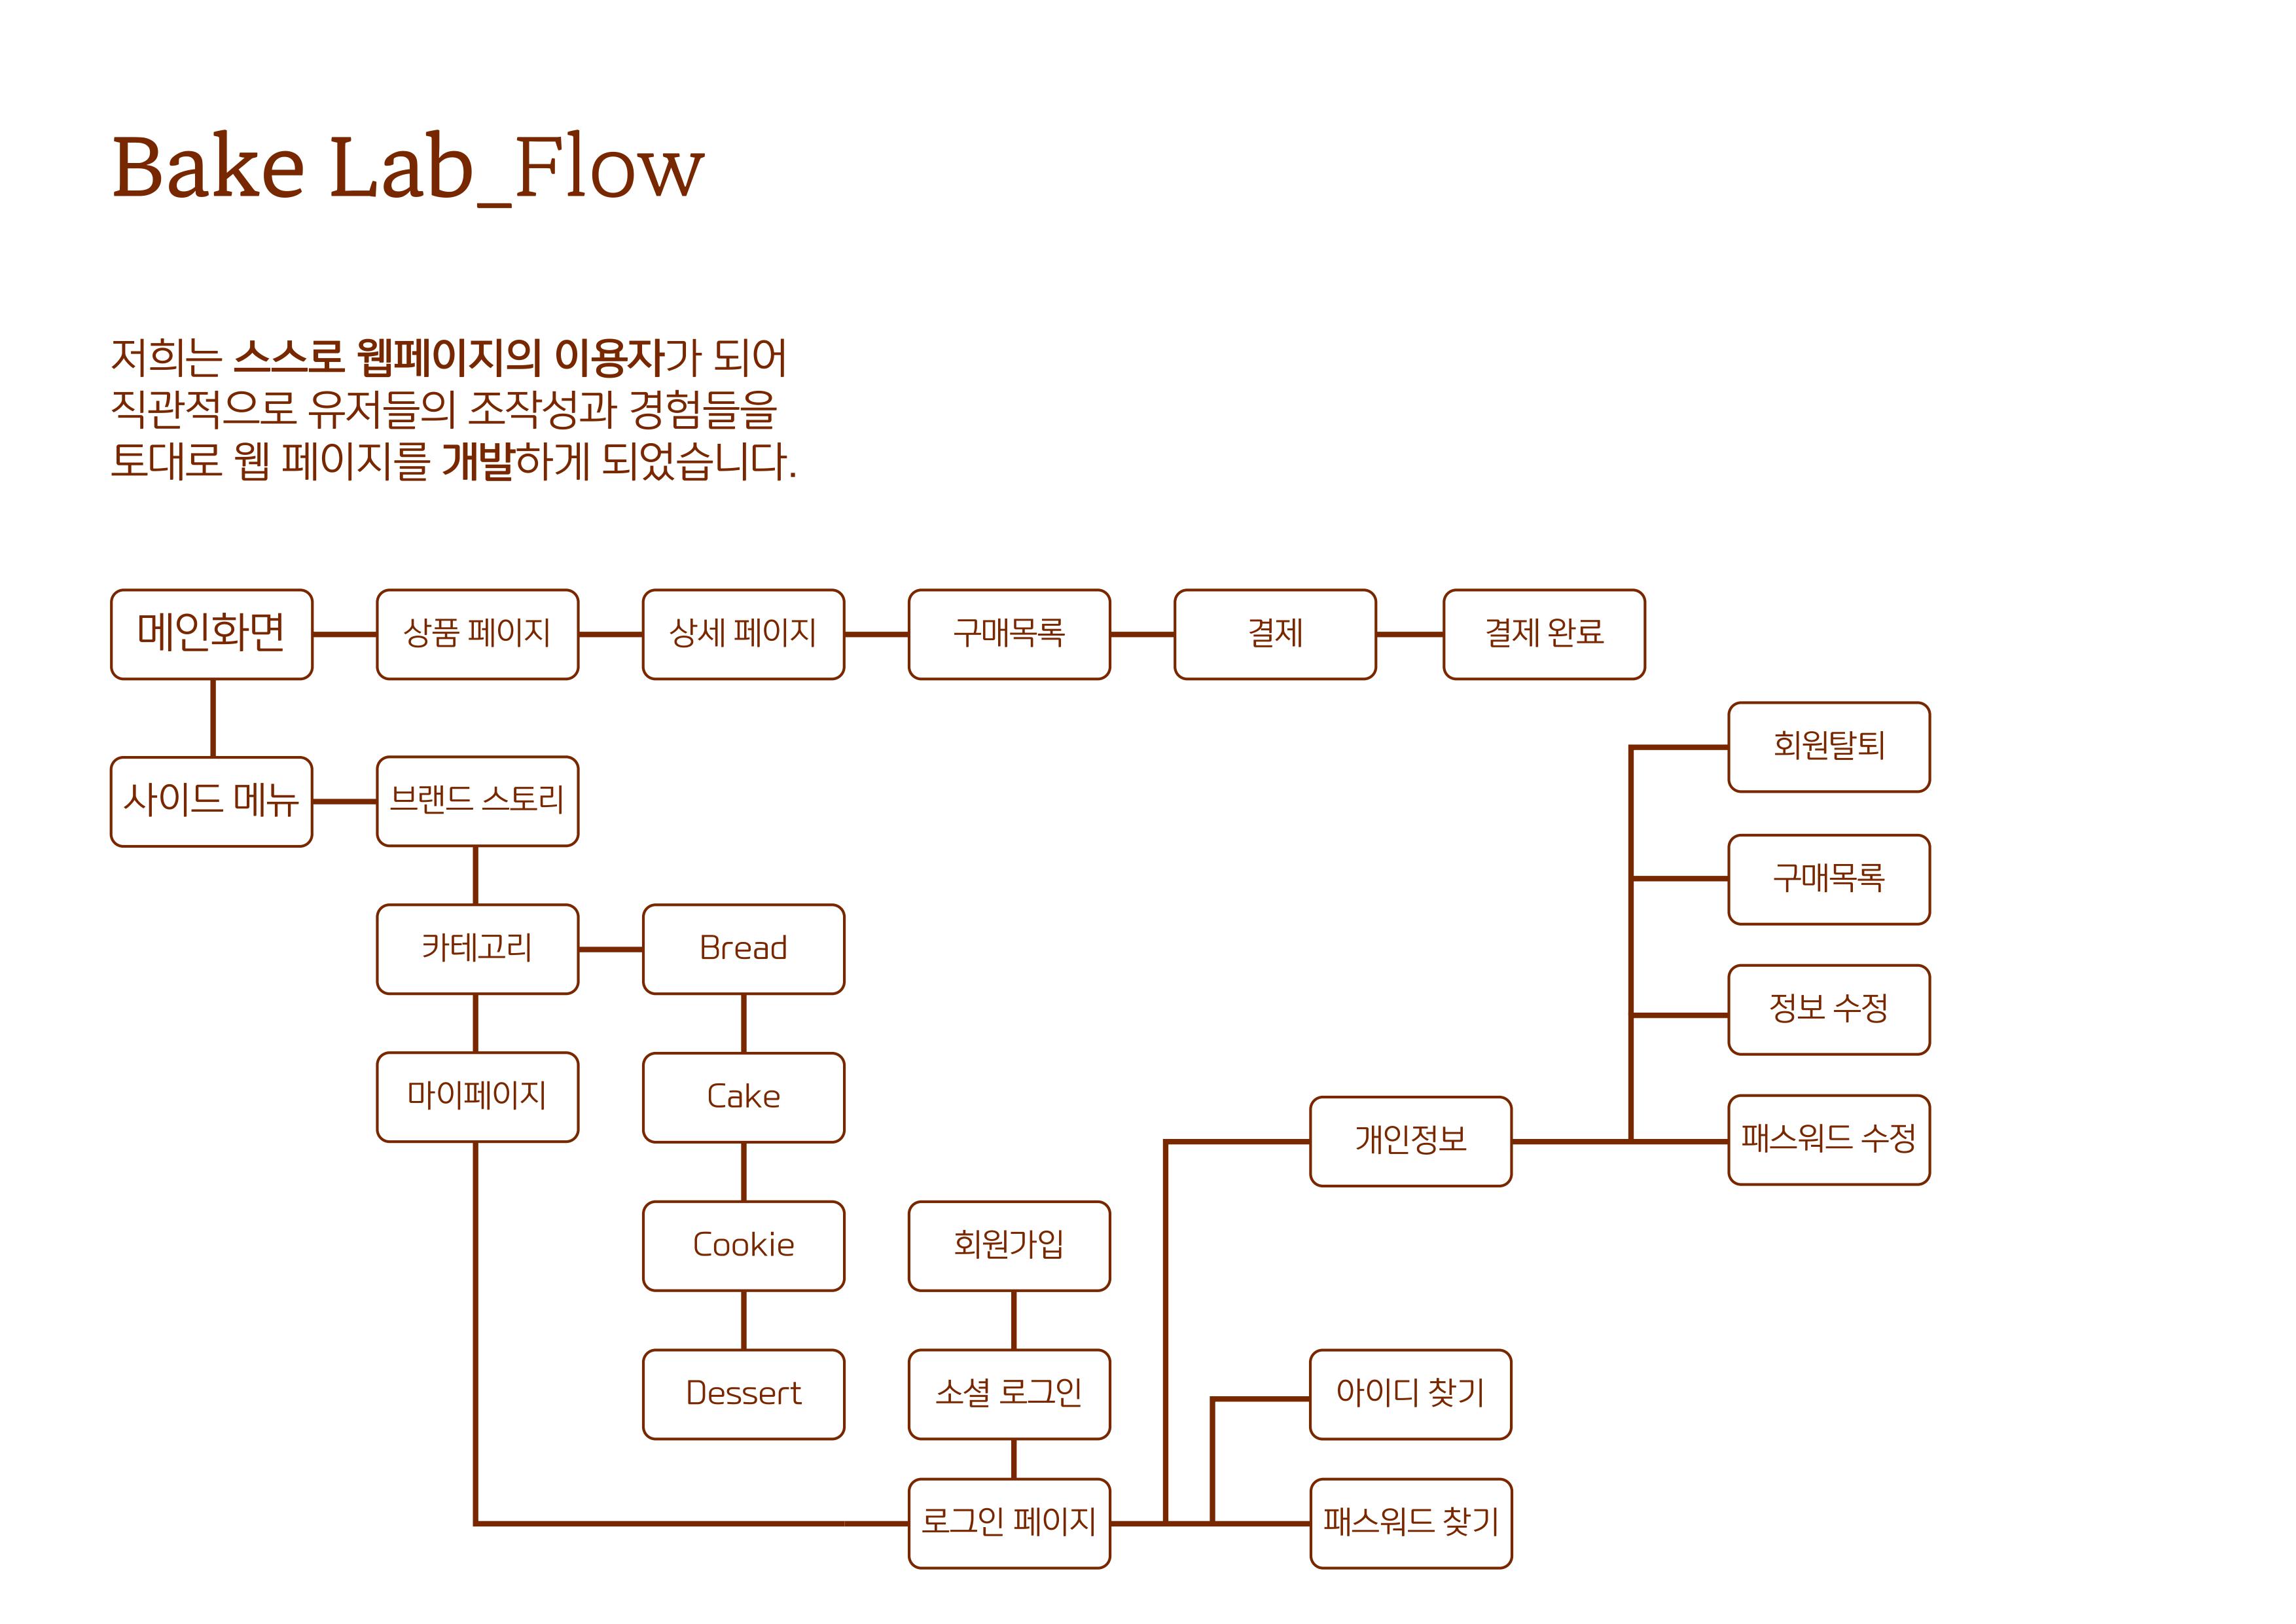 Bake Lab_Flow
저희는 스스로 웹페이지의 이용자가 되어
직관적으로 유저들의 조작성과 경험들을
토대로 웹 페이지를 개발하게 되었습니다.
메인화면
상품 페이지
상세 페이지
구매목록
결제
결제 완료
회원탈퇴
사이드 메뉴
브랜드 스토리
구매목록
카테고리
Bread
정보 수정
마이페이지
Cake
개인정보
패스워드 수정
Cookie
회원가입
Dessert
소셜 로그인
아이디 찾기
로그인 페이지
패스워드 찾기